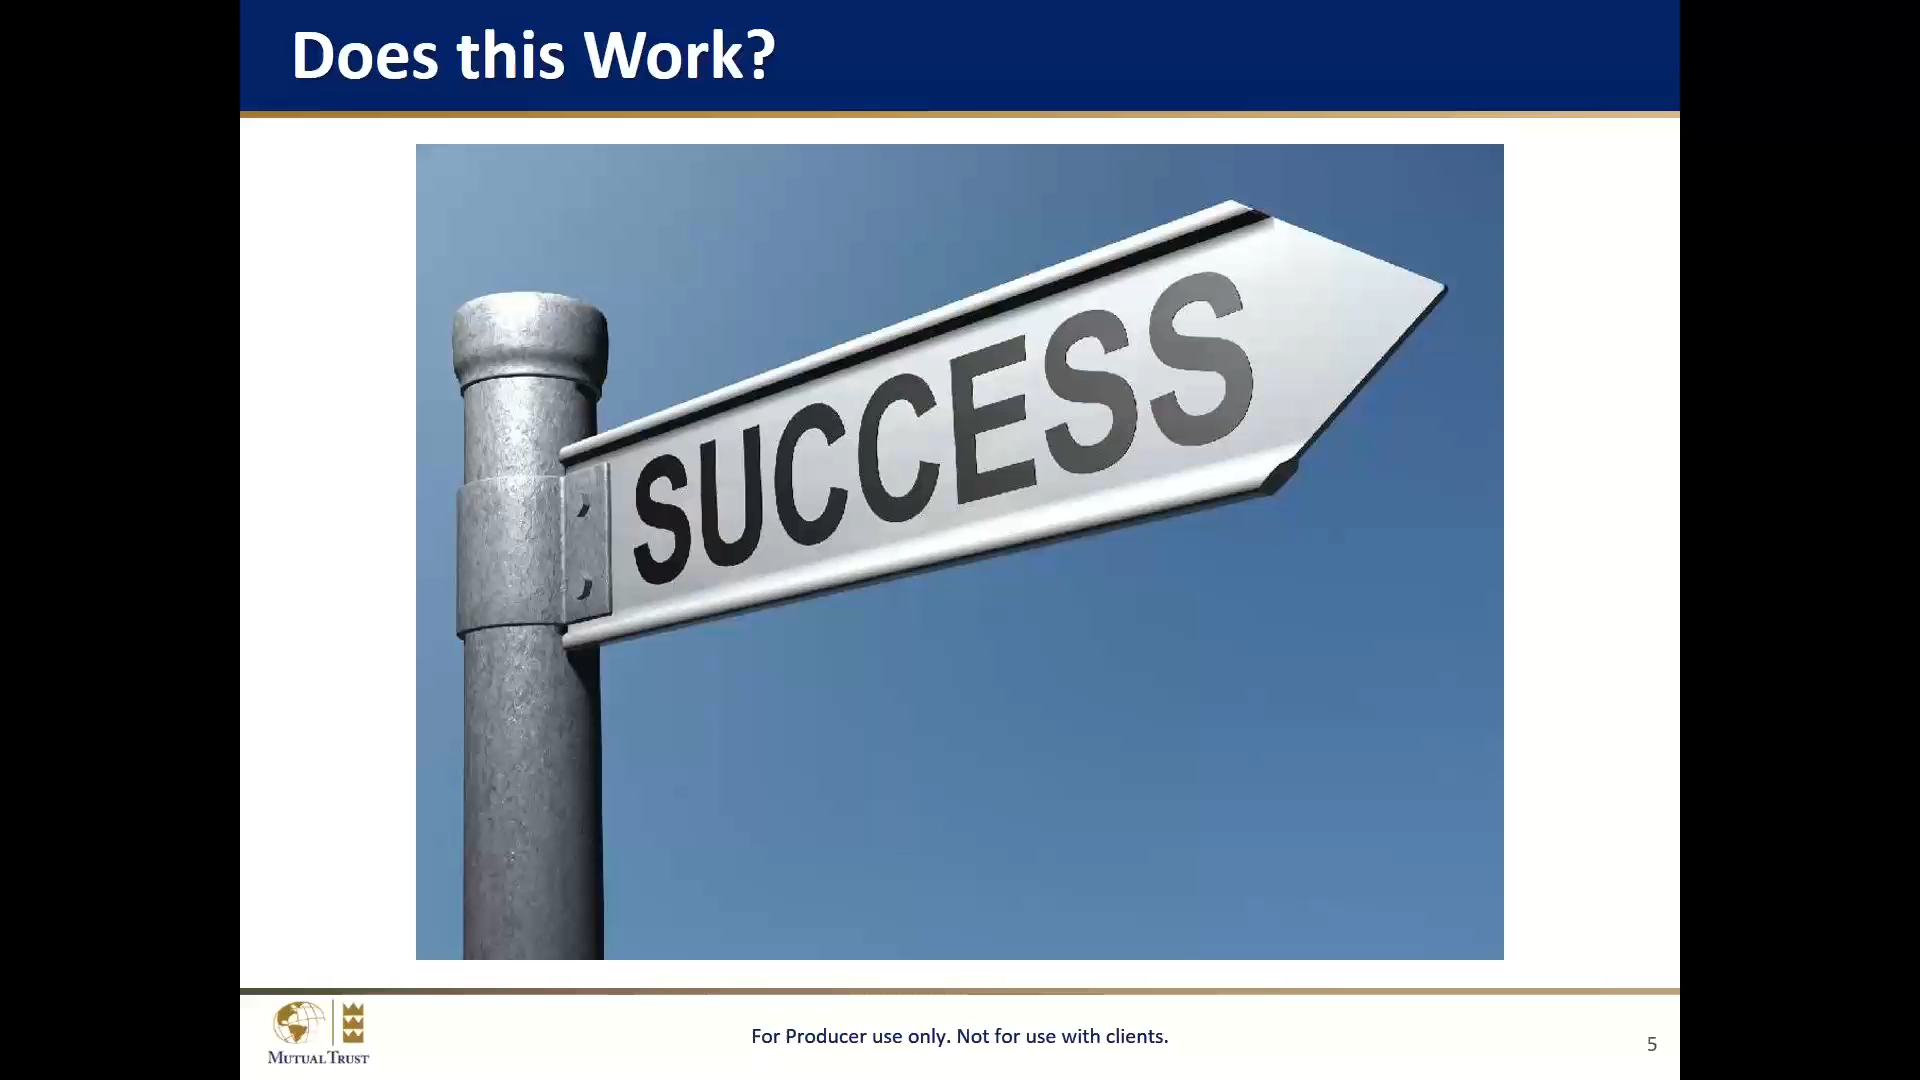 Does this Work?
SUCCESS
MUTUAL TRUST
For Producer use only. Not for use with clients.
5